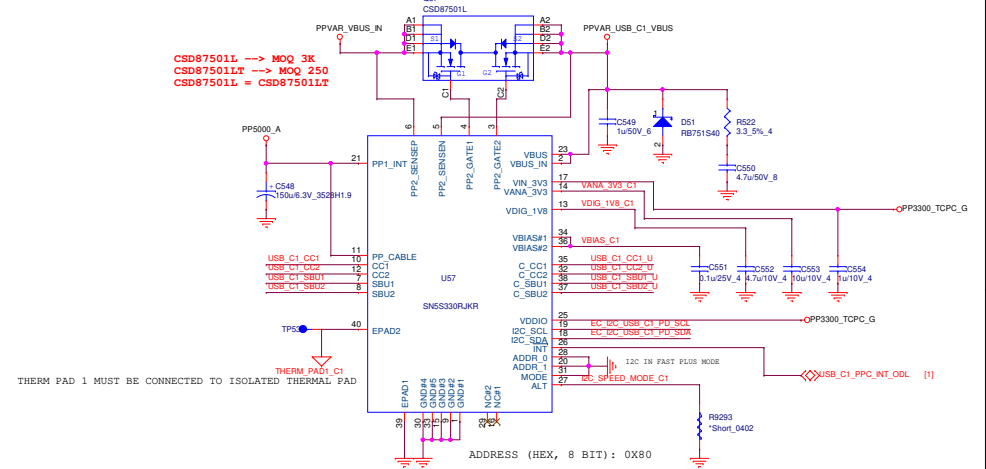 CSD87501L
PPVAR_VBUS_IN
A1
B1
D1
E1
S1
S2
G1
G2
A2
B2
D2
E2
C1
C2
PPVAR_USB_C1_VBUS
CSD87501L --> MOQ 3K
CSD87501LT --> MOQ 250
CSD87501L = CSD87501LT
C549
1u/50V_6
1
D51
RB751S40
2
R522
3.3_5%_4
C550
4.7u/50V_8
PP5000_A
+ C548
150u/6.3V_3528H1.9
6
5
4
3
PP2_SENSEP
PP2_SENSEN
PP2_GATE1
PP2_GATE2
21 PP1_INT
11 PP_CABLE
USB_C1_CC1 10 CC1
USB_C1_CC2 12 CC2
USB_C1_SBU1 7 SBU1
USB_C1_SBU2 8 SBU2
40 EPAD2
U57
SN5S330RJKR
VBUS 23
VBUS_IN 2
VIN_3V3 17
VANA_3V3 14 VANA_3V3_C1
VDIG_1V8 13 VDIG_1V8_C1
VBIAS#1 34
VBIAS#2 36 VBIAS_C1
C_CC1 35 USB_C1_CC1_U
C_CC2 32 USB_C1_CC2_U
C_SBU1 38 USB_C1_SBU1_U
C_SBU2 37 USB_C1_SBU2_U
VDDIO 25
I2C_SCL 19 EC_I2C_USB_C1_PD_SCL
I2C_SDA 18 EC_I2C_USB_C1_PD_SDA
INT 26
ADDR_0 28
ADDR_1 20
MODE 31
ALT 27 I2C_SPEED_MODE_C1
PP3300_TCPC_G
C551
0.1u/25V_4
C552
4.7u/10V_4
C553
10u/10V_4
C554
1u/10V_4
PP3300_TCPC_G
I2C IN FAST PLUS MODE
USB_C1_PPC_INT_ODL [1]
THERM_PAD1_C1
THERM PAD 1 MUST BE CONNECTED TO ISOLATED THERMAL PAD
EPAD1
GND#4
GND#5
GND#3
GND#2
GND#1
NC#2
NC#1
39
30
33
15
9
1
29
R9293
*Short_0402
ADDRESS (HEX, 8 BIT): 0X80